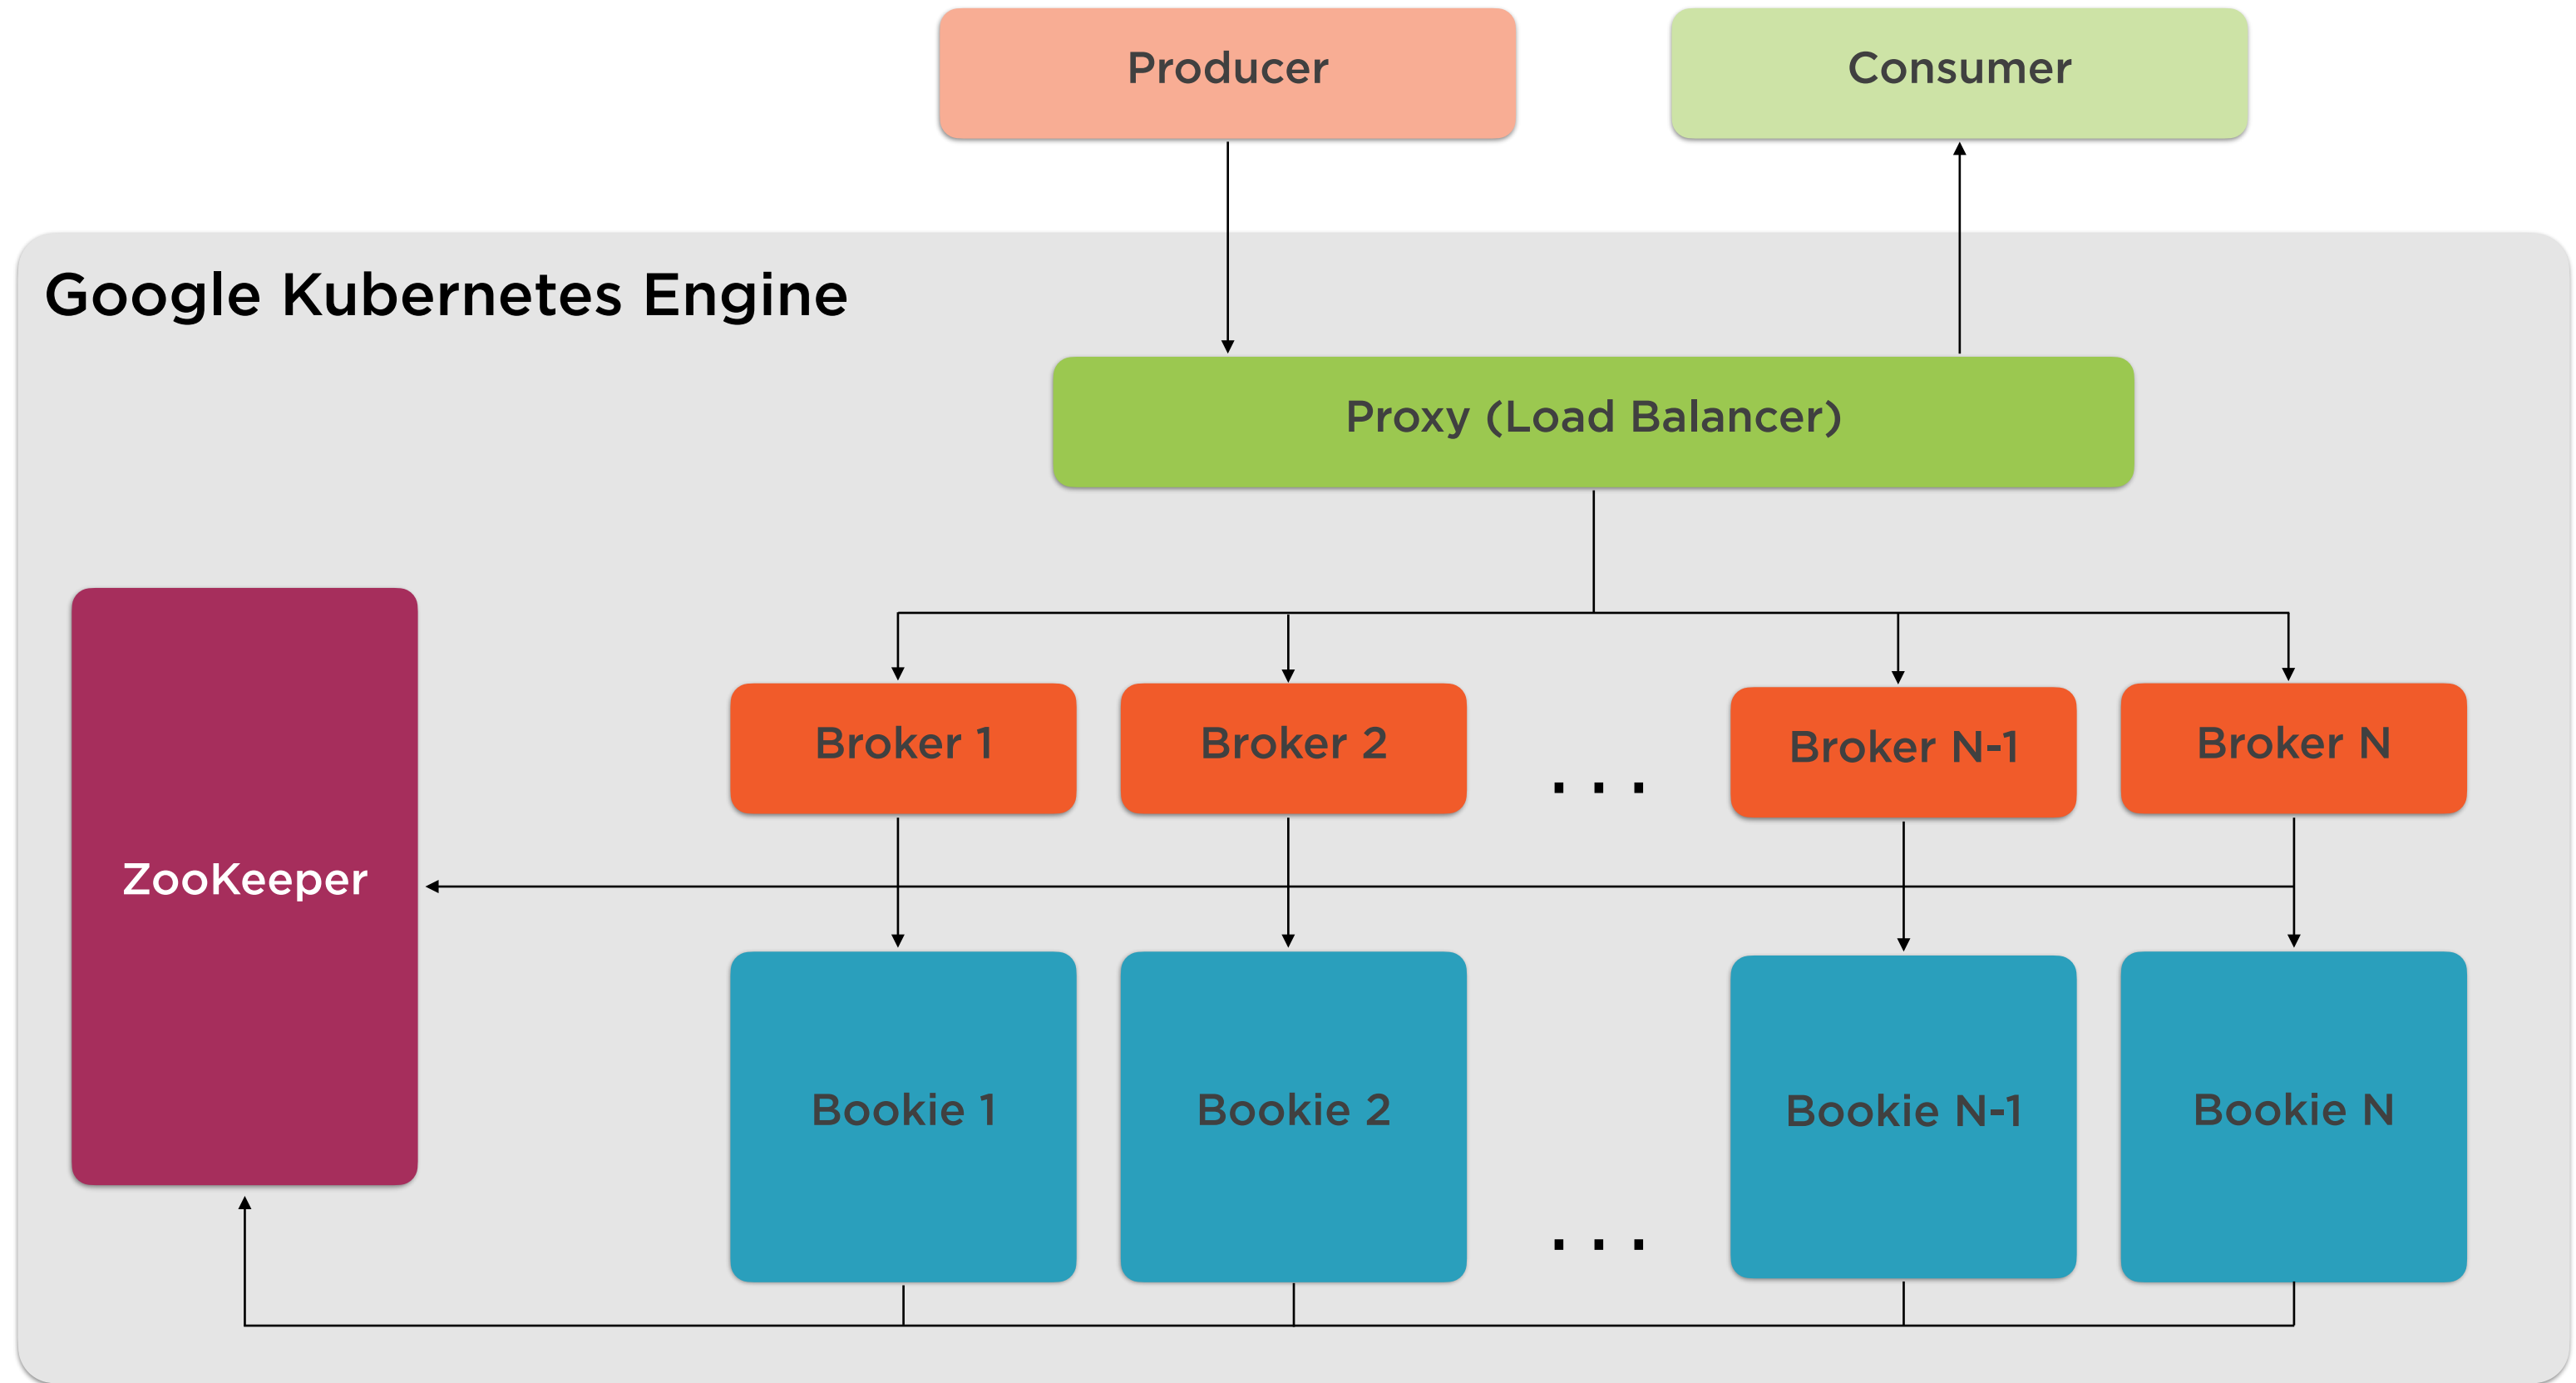 Producer
Consumer
Google Kubernetes Engine
Proxy (Load Balancer)
Broker 1
Broker 2
. . .
Broker N-1
Broker N
ZooKeeper
Bookie 1
Bookie 2
. . .
Bookie N-1
Bookie N